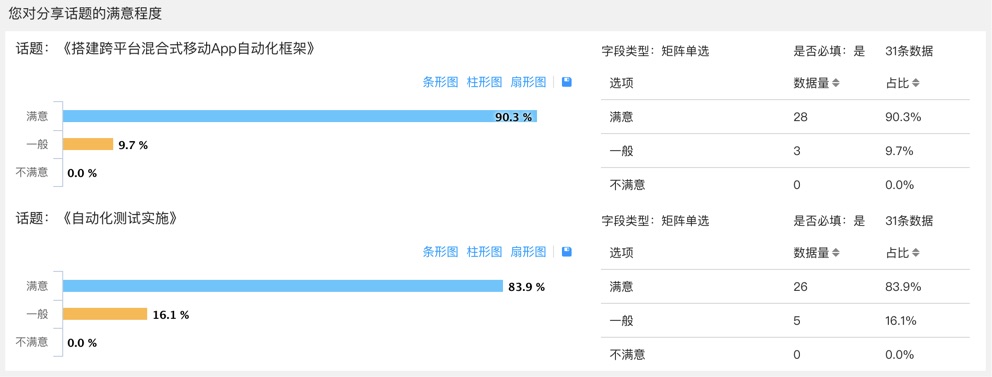 您对分享话题的满意程度
话题：《搭建跨平台混合式移动App自动化框架》
字段类型：矩阵单选 是否必填：是 31条数据
条形图 柱形图 扇形图
选项 数据量 占比
满意 90.3 %
满意 28 90.3%
一般 9.7 %
一般 3 9.7%
不满意 0.0 %
不满意 0 0.0%
话题：《自动化测试实施》
字段类型：矩阵单选 是否必填：是 31条数据
条形图 柱形图 扇形图
选项 数据量 占比
满意 83.9 %
满意 26 83.9%
一般 16.1 %
一般 5 16.1%
不满意 0.0 %
不满意 0 0.0%